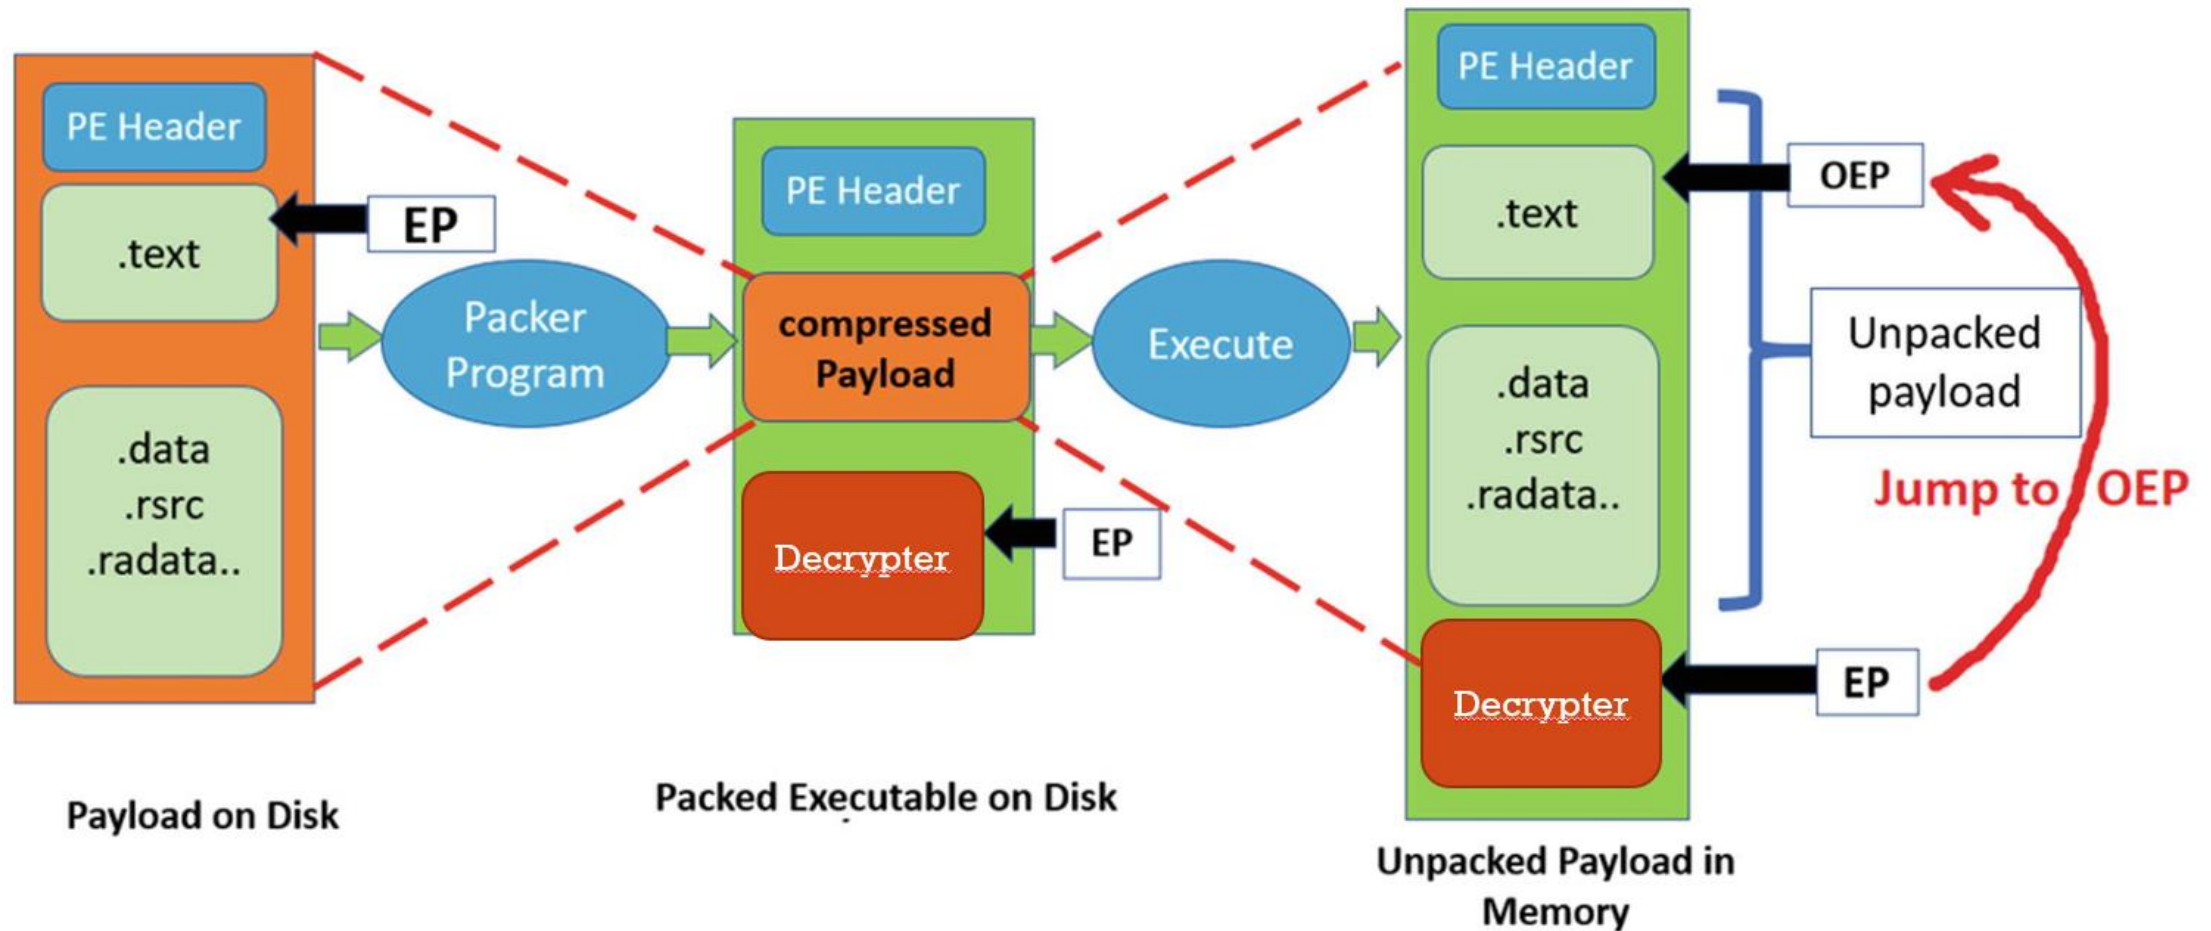 PE Header
.text
EP
.data
.rsrc
.radata..
Payload on Disk
Packer
Program
PE Header
compressed
Payload
Decrypter
EP
Packed Executable on Disk
Execute
PE Header
.text
.data
.rsrc
.radata..
Decrypter
OEP
Unpacked
payload
Jump to OEP
EP
Unpacked Payload in
Memory